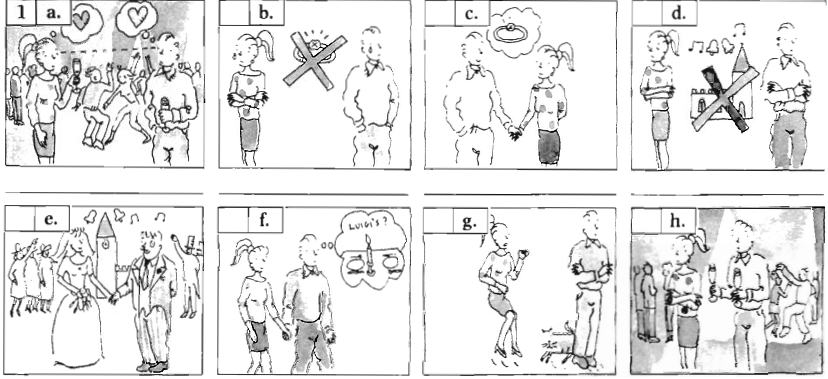 1 a.
b.
c.
d.
e.
f.
LUIGI'S?
g.
h.